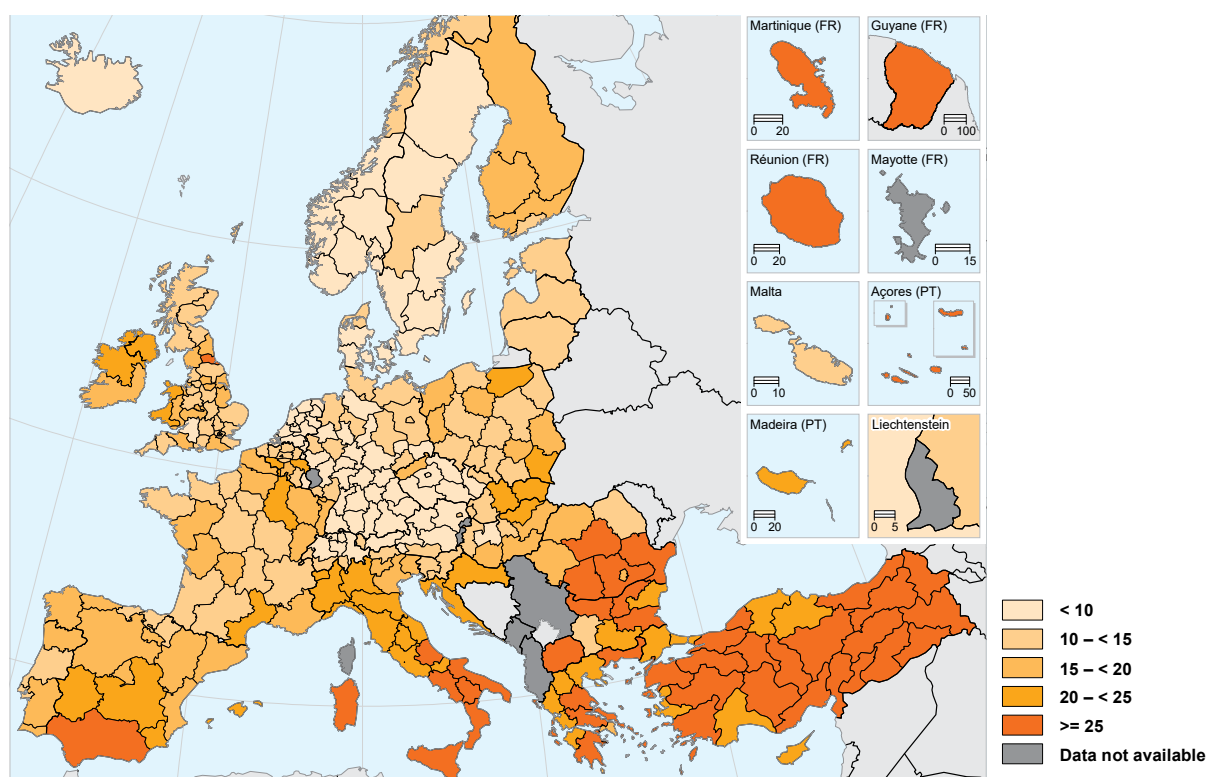 Martinique (FR)
0 20
Guyane (FR)
0 100
Réunion (FR)
0 20
Mayotte (FR)
0 15
Malta
0 10
Açores (PT)
0 50
Madeira (PT)
0 20
Liechtenstein
0 5
< 10
10 – < 15
15 – < 20
20 – < 25
>= 25
Data not available